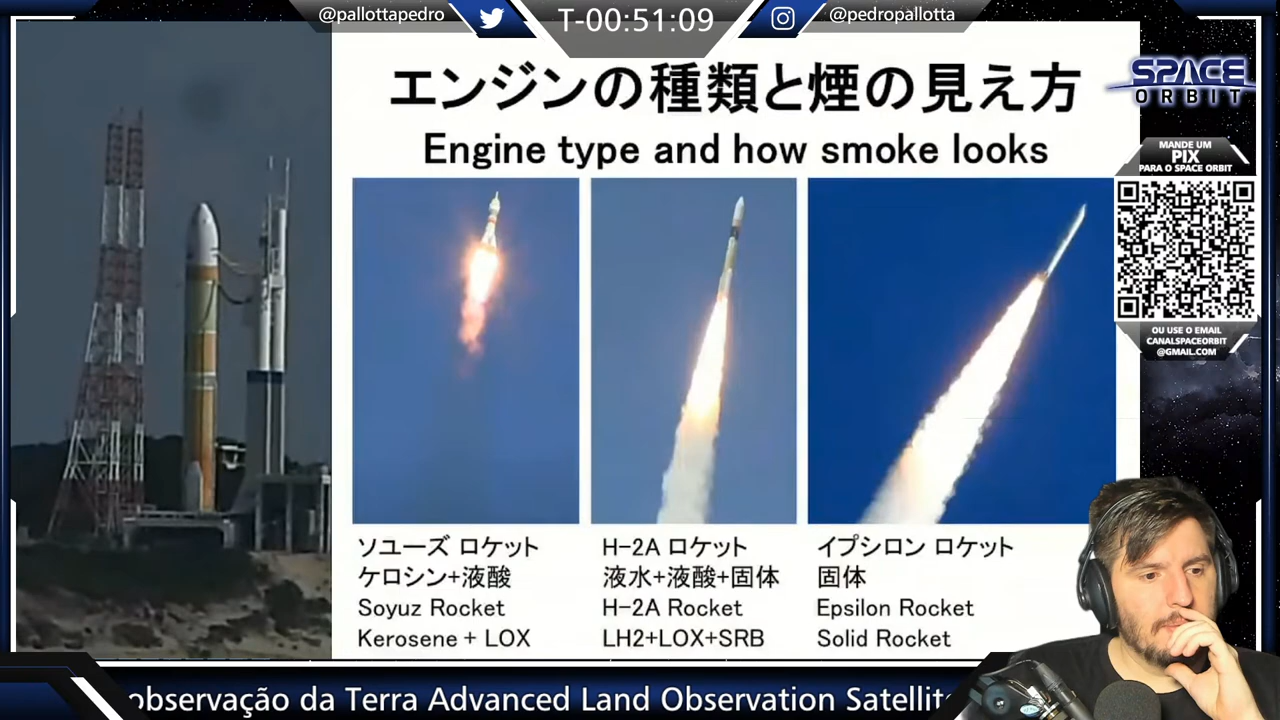 @pallottapedro
T-00:51:09
@pedropallotta
SPACE
ORBIT
エンジンの種類と煙の見え方
Engine type and how smoke looks
MANDE UM
PIX
PARA O SPACE ORBIT
OU USE O EMAIL
CANALSPACEORBIT
@GMAIL.COM
ソユーズ ロケット
ケロシン+液酸
Soyuz Rocket
Kerosene + LOX
H-2A ロケット
液水+液酸+固体
H-2A Rocket
LH2+LOX+SRB
イプシロン ロケット
固体
Epsilon Rocket
Solid Rocket
observação da Terra Advanced Land Observation Satellite